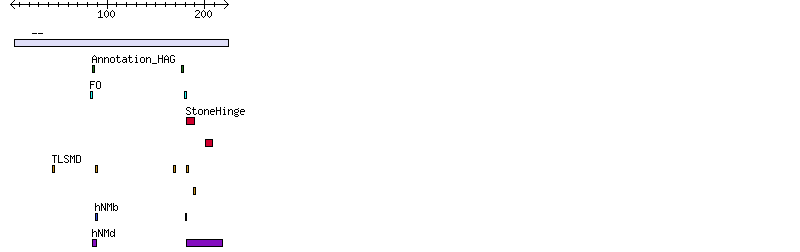 100 200
--
Annotation_HAG
FO
StoneHinge
TLSMD
hNMb
hNMd